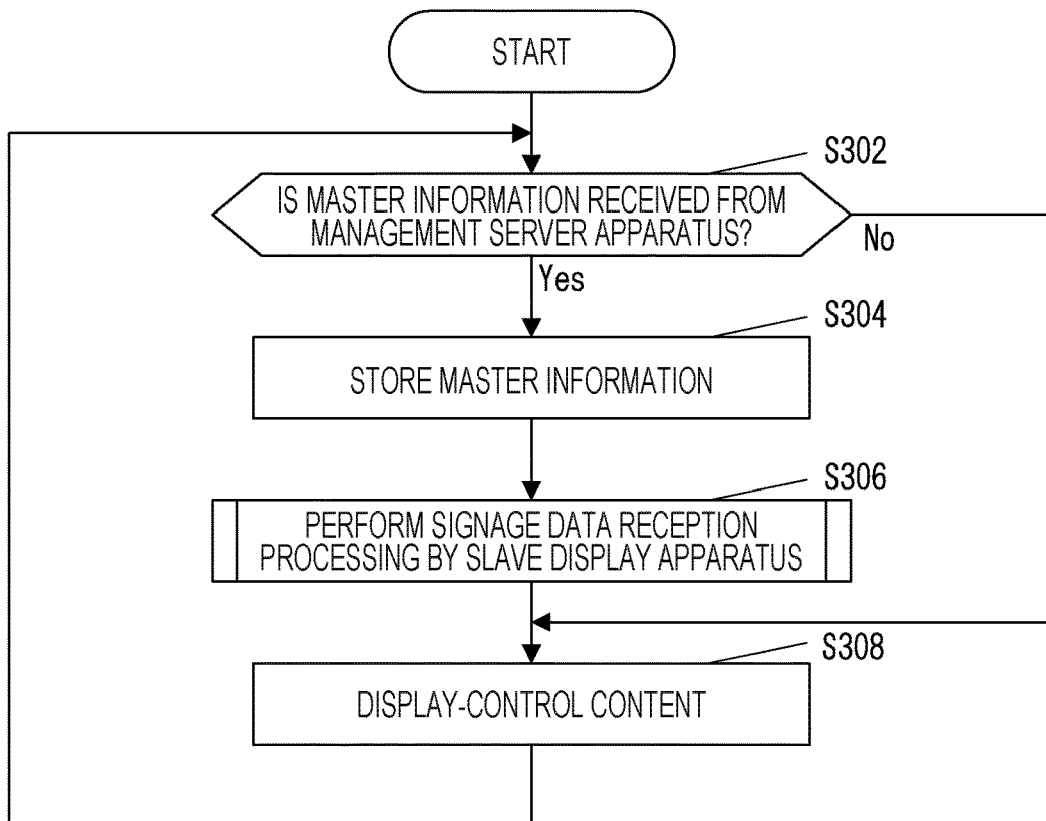 START
S302
IS MASTER INFORMATION RECEIVED FROM
MANAGEMENT SERVER APPARATUS?
No
Yes
S304
STORE MASTER INFORMATION
S306
PERFORM SIGNAGE DATA RECEPTION
PROCESSING BY SLAVE DISPLAY APPARATUS
S308
DISPLAY-CONTROL CONTENT